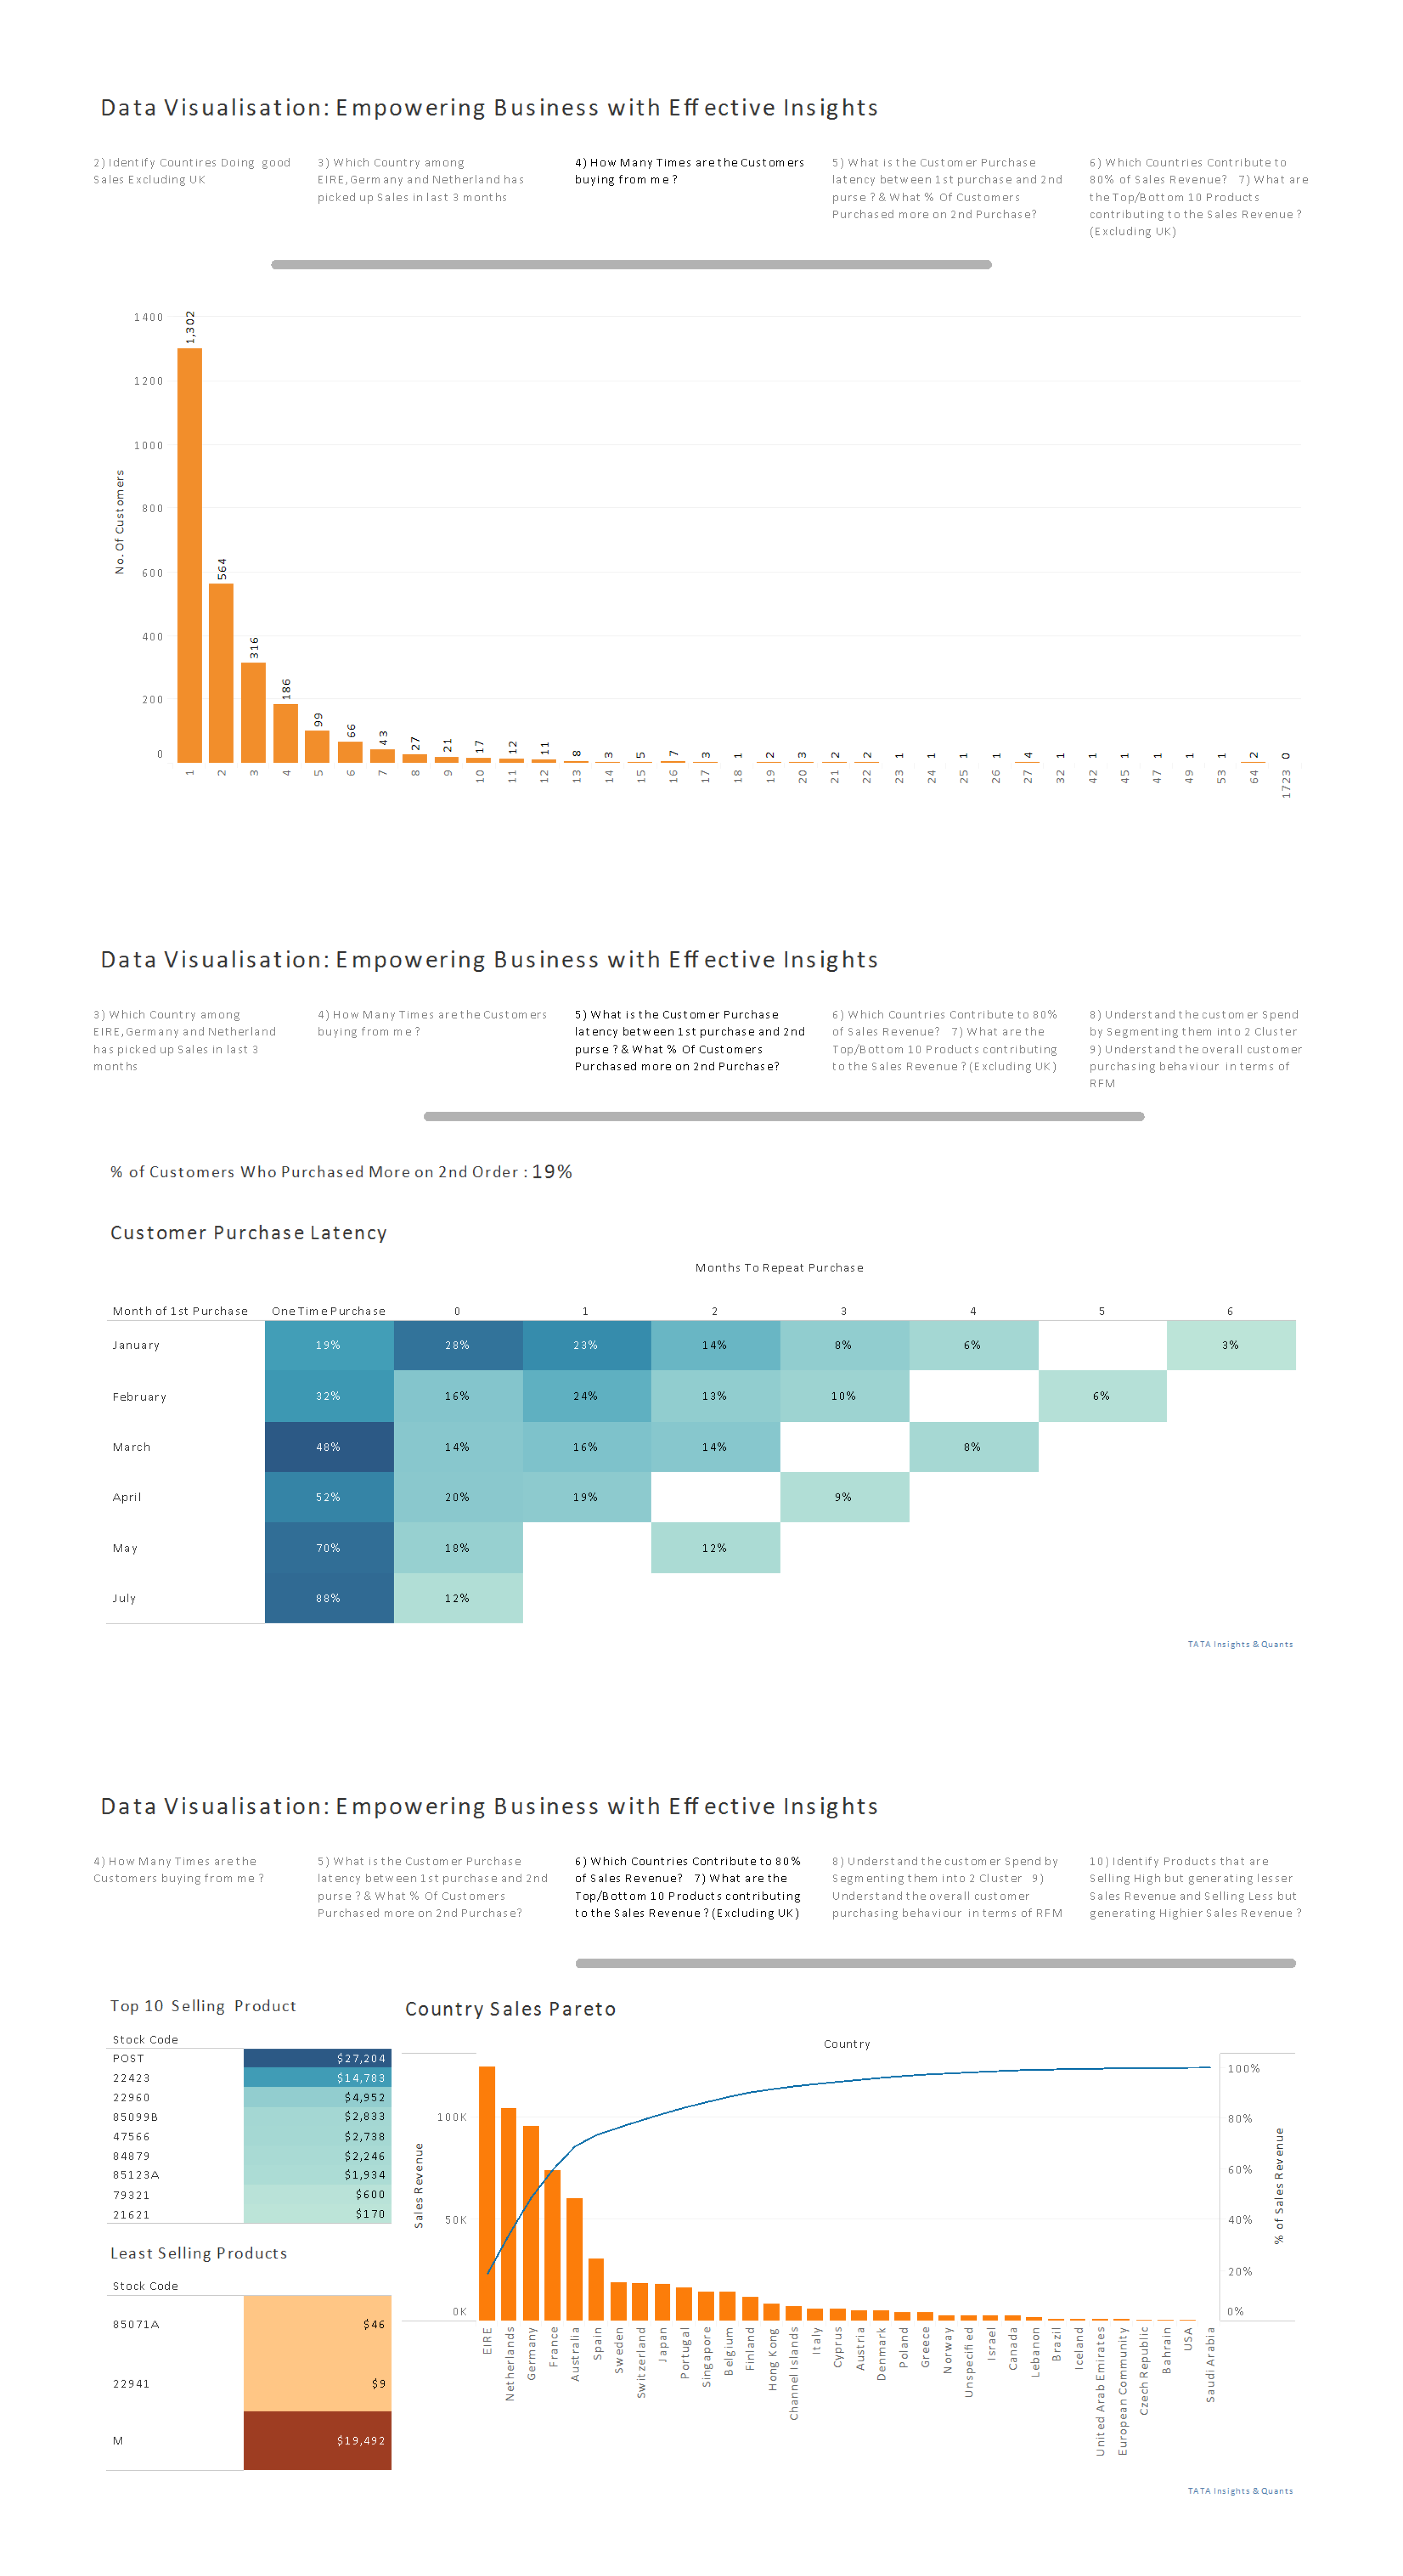 Data Visualisation: Empowering Business with Effective Insights
2) Identify Countires Doing good
Sales Excluding UK
3) Which Country among
EIRE,Germany and Netherland has
picked up Sales in last 3 months
4) How Many Times are the Customers
buying from me ?
5) What is the Customer Purchase
latency between 1st purchase and 2nd
purse ? & What % Of Customers
Purchased more on 2nd Purchase?
6) Which Countries Contribute to
80% of Sales Revenue? 7) What are
the Top/Bottom 10 Products
contributing to the Sales Revenue ?
(Excluding UK)
No. Of Customers
1400
1200
1000
800
600
400
200
0
1,302
564
316
186
99
66
43
27
21
17
12
11
8
3
5
7
3
1
2
3
2
2
1
1
1
1
4
1
1
1
1
1
1
2
0
1
2
3
4
5
6
7
8
9
10
11
12
13
14
15
16
17
18
19
20
21
22
23
24
25
26
27
32
42
45
47
49
53
64
1723
Data Visualisation: Empowering Business with Effective Insights
3) Which Country among
EIRE,Germany and Netherland
has picked up Sales in last 3
months
4) How Many Times are the Customers
buying from me ?
5) What is the Customer Purchase
latency between 1st purchase and 2nd
purse ? & What % Of Customers
Purchased more on 2nd Purchase?
6) Which Countries Contribute to 80%
of Sales Revenue? 7) What are the
Top/Bottom 10 Products contributing
to the Sales Revenue ? (Excluding UK)
8) Understand the customer Spend
by Segmenting them into 2 Cluster
9) Understand the overall customer
purchasing behaviour in terms of
RFM
% of Customers Who Purchased More on 2nd Order : 19%
Customer Purchase Latency
Months To Repeat Purchase
Month of 1st Purchase One Time Purchase 0 1 2 3 4 5 6
January 19% 28% 23% 14% 8% 6% 3%
February 32% 16% 24% 13% 10% 6%
March 48% 14% 16% 14% 8%
April 52% 20% 19% 9%
May 70% 18% 12%
July 88% 12%
TATA Insights & Quants
Data Visualisation: Empowering Business with Effective Insights
4) How Many Times are the
Customers buying from me ?
5) What is the Customer Purchase
latency between 1st purchase and 2nd
purse ? & What % Of Customers
Purchased more on 2nd Purchase?
6) Which Countries Contribute to 80%
of Sales Revenue? 7) What are the
Top/Bottom 10 Products contributing
to the Sales Revenue ? (Excluding UK)
8) Understand the customer Spend by
Segmenting them into 2 Cluster 9)
Understand the overall customer
purchasing behaviour in terms of RFM
10) Identify Products that are
Selling High but generating lesser
Sales Revenue and Selling Less but
generating Highier Sales Revenue ?
Top 10 Selling Product
Stock Code
POST $27,204
22423 $14,783
22960 $4,952
85099B $2,833
47566 $2,738
84879 $2,246
85123A $1,934
79321 $600
21621 $170
Least Selling Products
Stock Code
85071A $46
22941 $9
M $19,492
Country Sales Pareto
Country
Sales Revenue
100K
50K
0K
100%
80%
60%
40%
20%
0%
% of Sales Revenue
EIRE
Netherlands
Germany
France
Australia
Spain
Sweden
Switzerland
Japan
Portugal
Singapore
Belgium
Finland
Hong Kong
Channel Islands
Italy
Cyprus
Austria
Denmark
Poland
Greece
Norway
Unspecified
Israel
Canada
Lebanon
Brazil
Iceland
United Arab Emirates
European Community
Czech Republic
Bahrain
USA
Saudi Arabia
TATA Insights & Quants